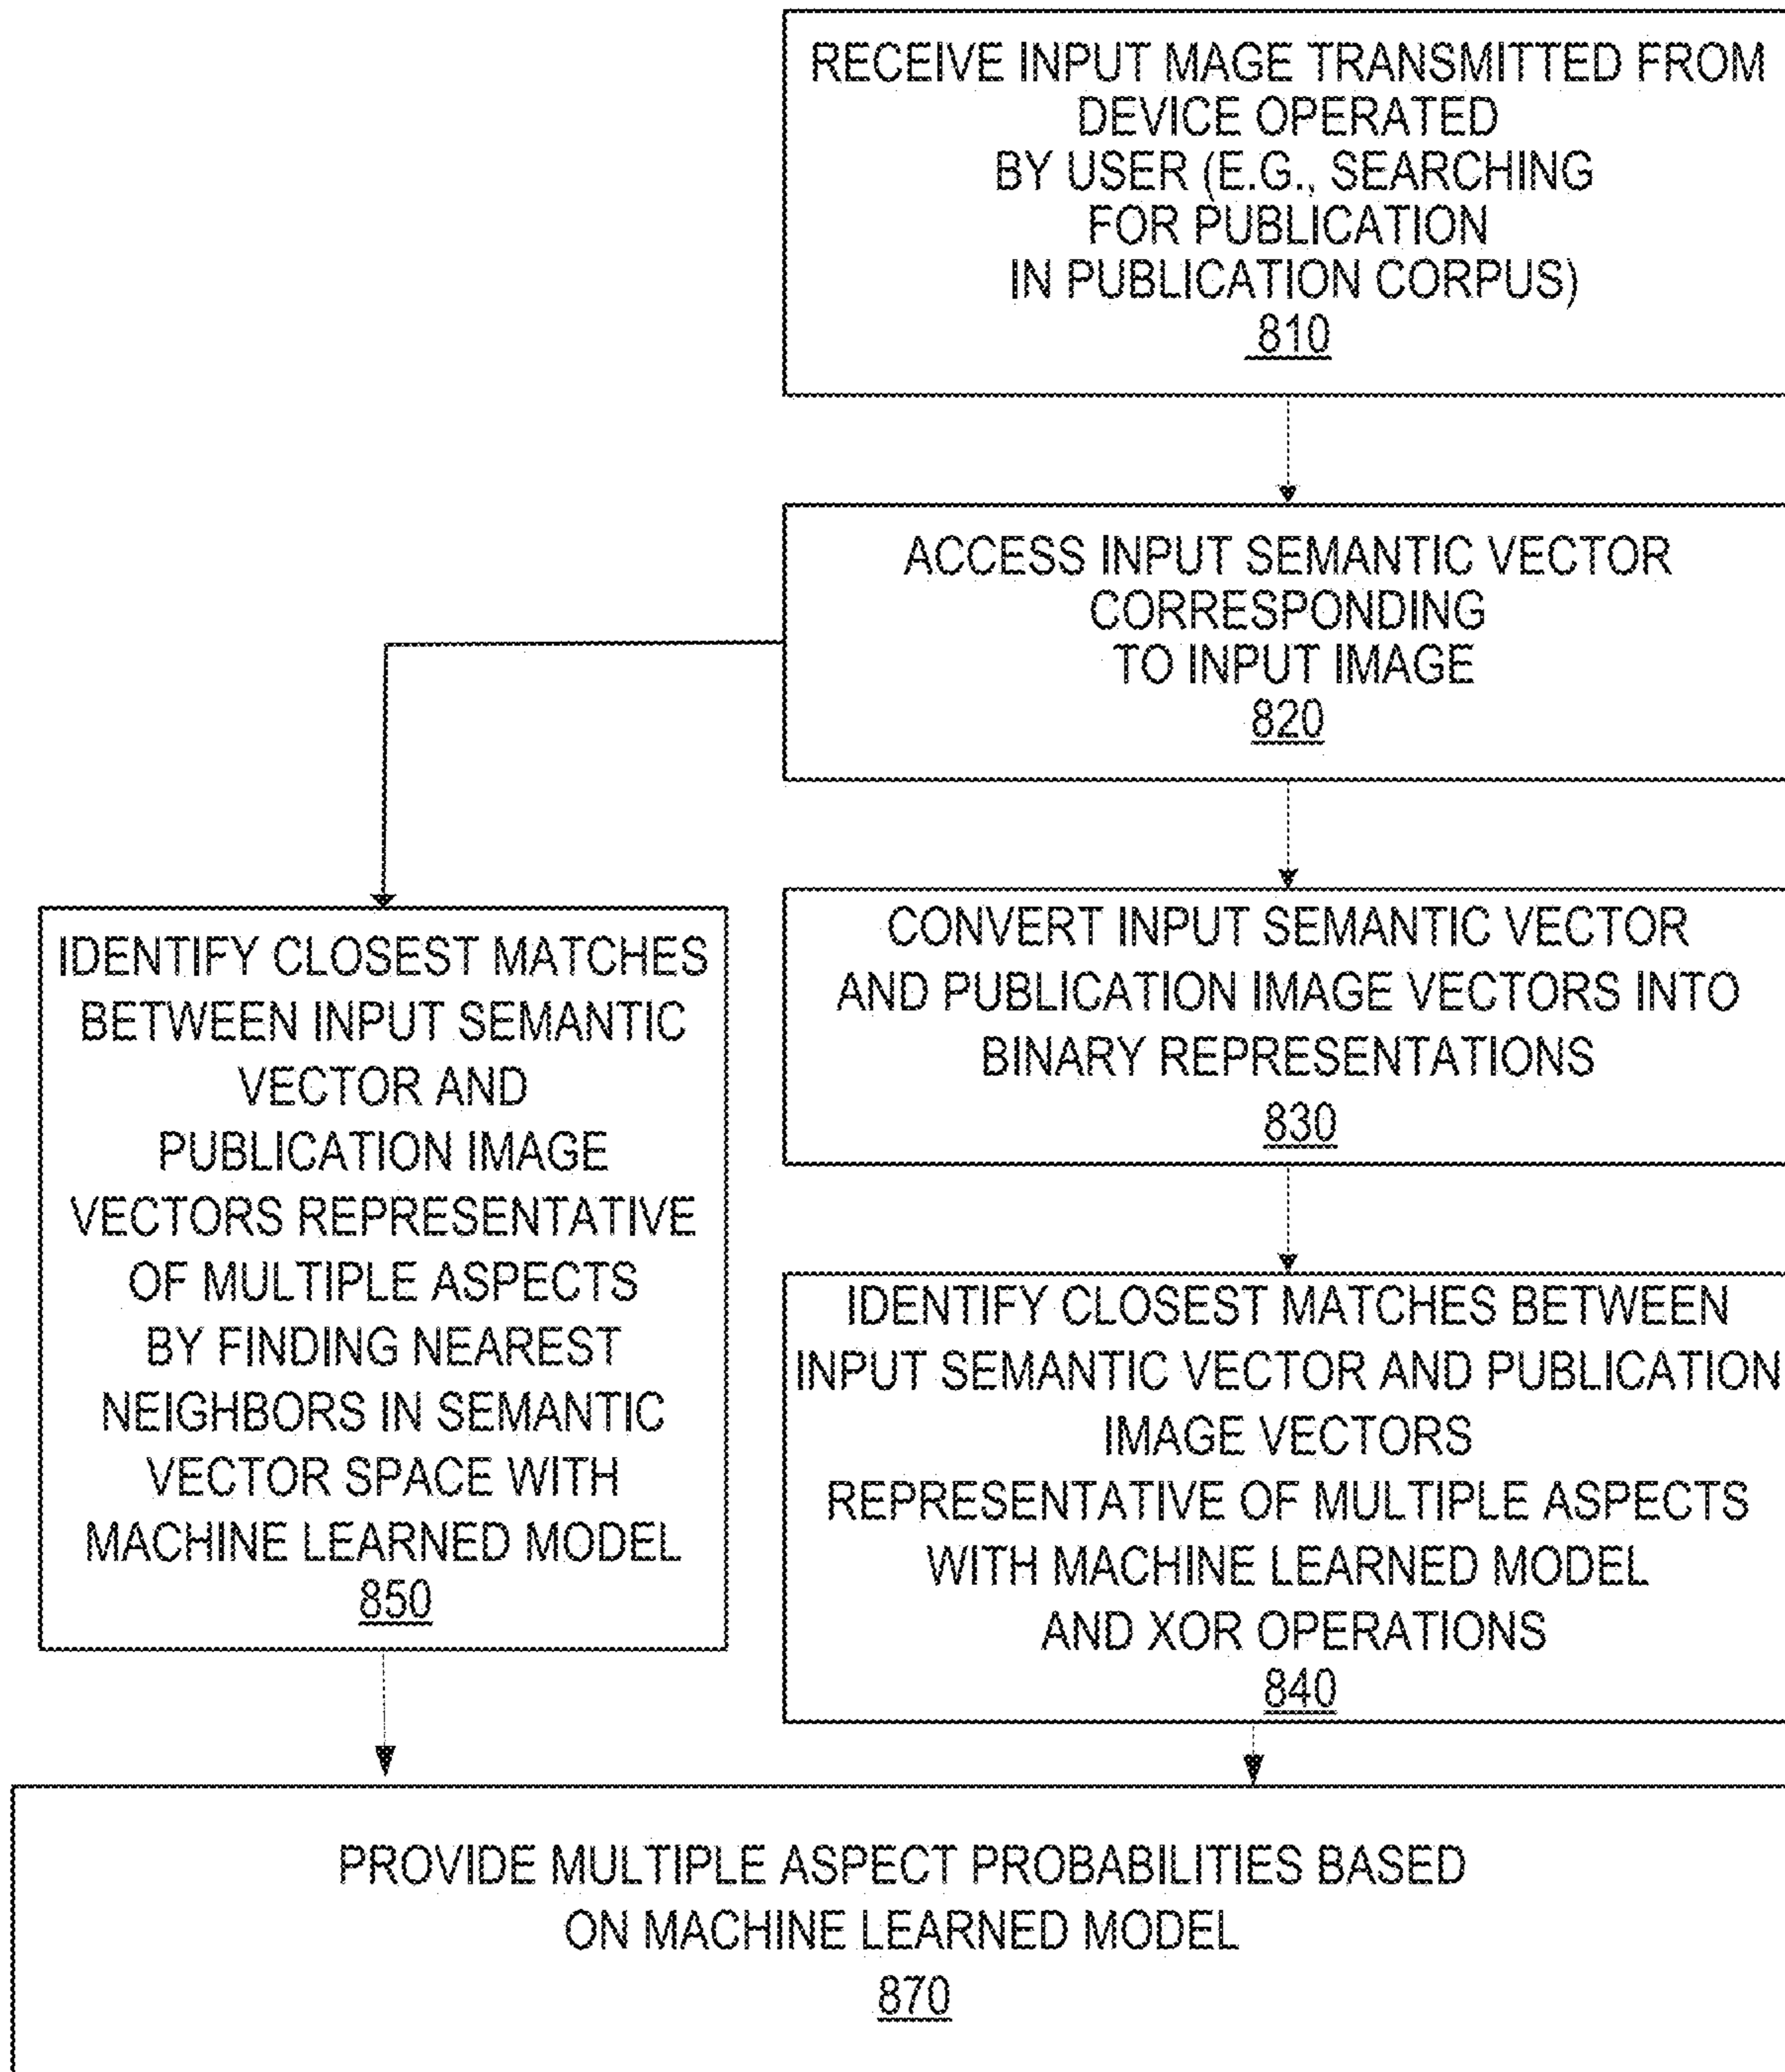 RECEIVE INPUT MAGE TRANSMITTED FROM
DEVICE OPERATED
BY USER (E.G., SEARCHING
FOR PUBLICATION
IN PUBLICATION CORPUS)
810
ACCESS INPUT SEMANTIC VECTOR
CORRESPONDING
TO INPUT IMAGE
820
CONVERT INPUT SEMANTIC VECTOR
AND PUBLICATION IMAGE VECTORS INTO
BINARY REPRESENTATIONS
830
IDENTIFY CLOSEST MATCHES BETWEEN
INPUT SEMANTIC VECTOR AND PUBLICATION
IMAGE VECTORS
REPRESENTATIVE OF MULTIPLE ASPECTS
WITH MACHINE LEARNED MODEL
AND XOR OPERATIONS
840
IDENTIFY CLOSEST MATCHES
BETWEEN INPUT SEMANTIC
VECTOR AND
PUBLICATION IMAGE
VECTORS REPRESENTATIVE
OF MULTIPLE ASPECTS
BY FINDING NEAREST
NEIGHBORS IN SEMANTIC
VECTOR SPACE WITH
MACHINE LEARNED MODEL
850
PROVIDE MULTIPLE ASPECT PROBABILITIES BASED
ON MACHINE LEARNED MODEL
870